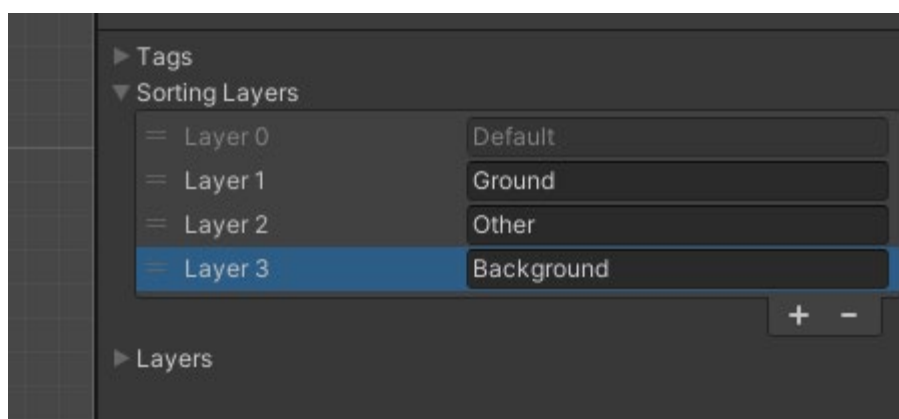 Tags
Sorting Layers
Layer 0 Default
Layer 1 Ground
Layer 2 Other
Layer 3 Background
+ -
Layers